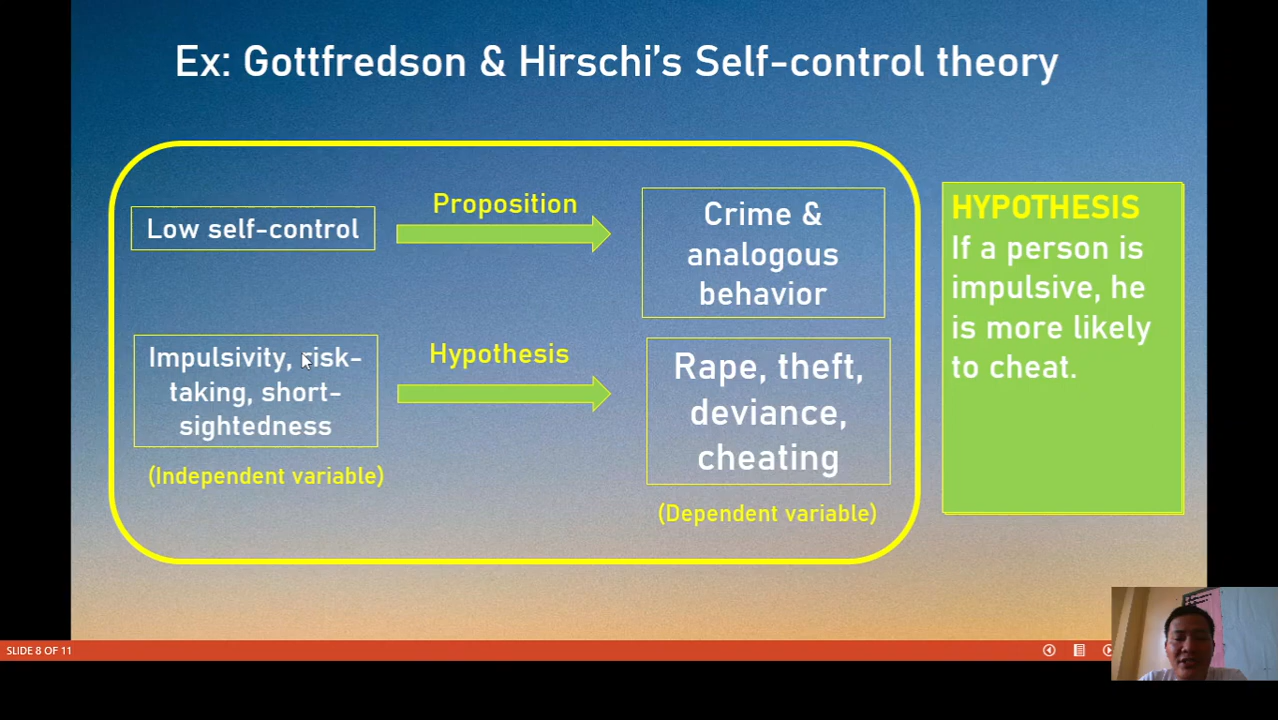 Ex: Gottfredson & Hirschi's Self-control theory
Low self-control
Proposition
Crime &
analogous
behavior
Impulsivity, risk-
taking, short-
sightedness
(Independent variable)
Hypothesis
Rape, theft,
deviance,
cheating
(Dependent variable)
HYPOTHESIS
If a person is
impulsive, he
is more likely
to cheat.
SLIDE 8 OF 11